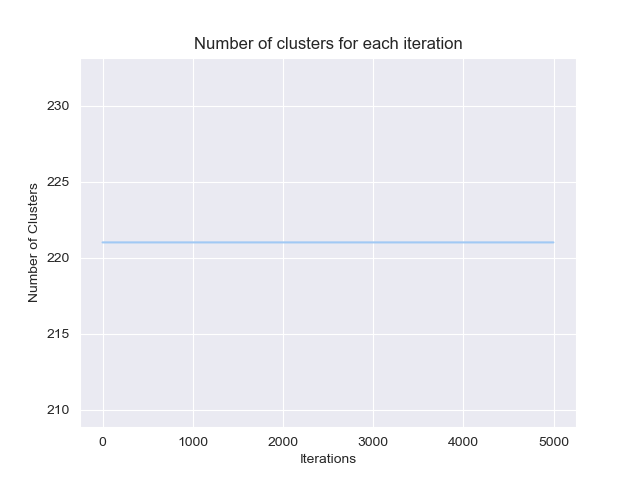 Number of clusters for each iteration
230
225
220
215
210
Number of Clusters
0 1000 2000 3000 4000 5000
Iterations